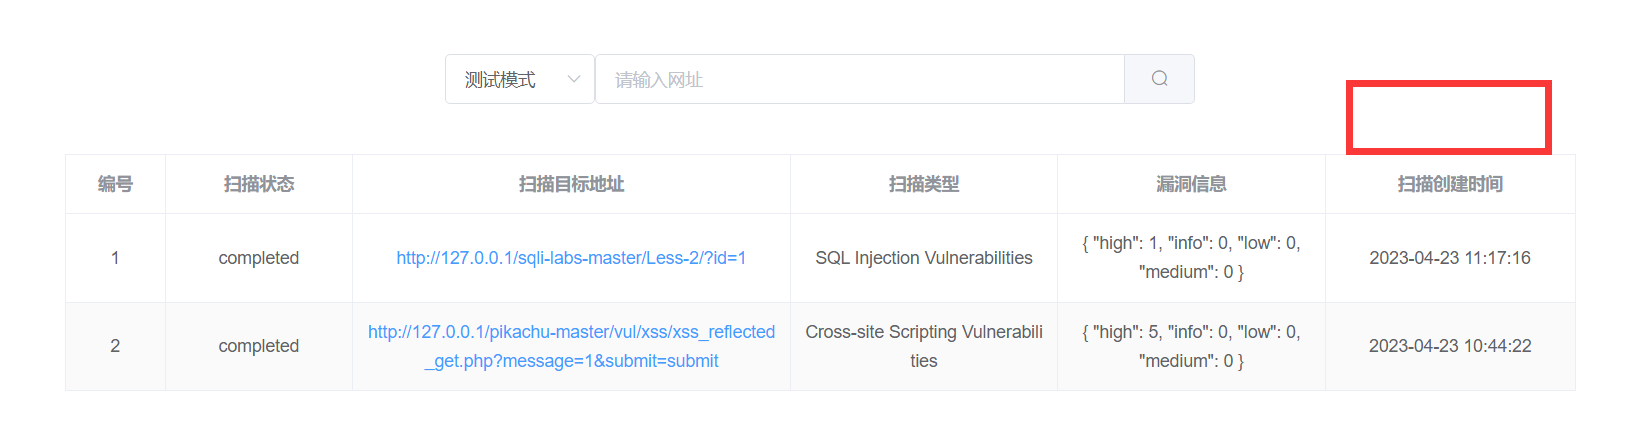 测试模式 请输入网址
编号 扫描状态 扫描目标地址 扫描类型 漏洞信息 扫描创建时间
1 completed http://127.0.0.1/sqli-labs-master/Less-2/?id=1 SQL Injection Vulnerabilities { "high": 1, "info": 0, "low": 0,
"medium": 0 } 2023-04-23 11:17:16
2 completed http://127.0.0.1/pikachu-master/vul/xss/xss_reflected
_get.php?message=1&submit=submit Cross-site Scripting Vulnerabili
ties { "high": 5, "info": 0, "low": 0,
"medium": 0 } 2023-04-23 10:44:22